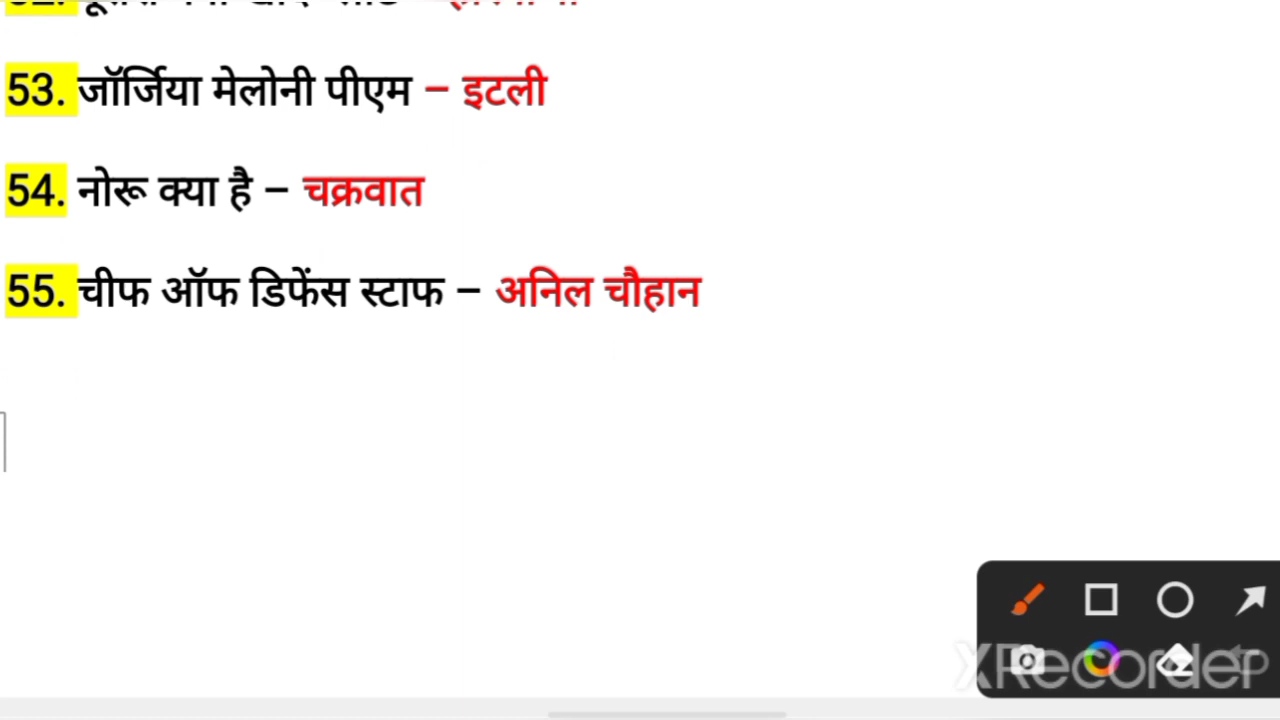 53. जॉर्जिया मेलोनी पीएम – इटली
54. नोरू क्या है – चक्रवात
55. चीफ ऑफ डिफेंस स्टाफ – अनिल चौहान
XRecorder